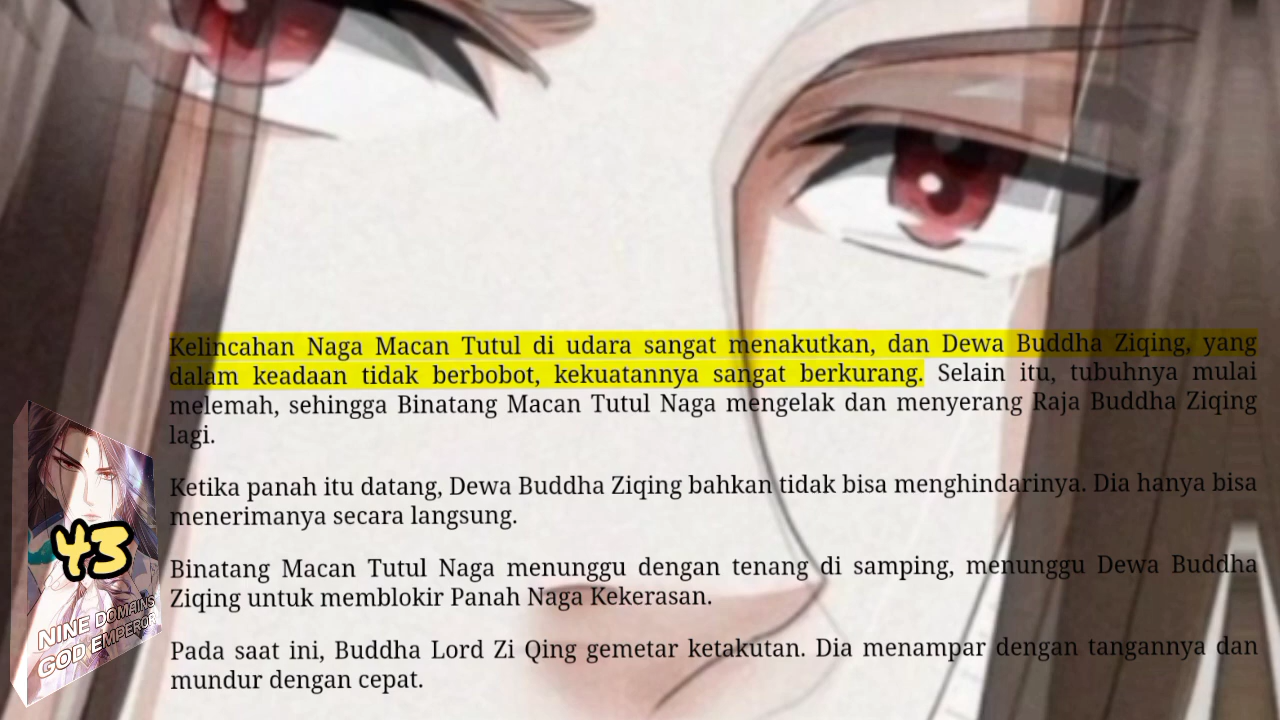 Kelincahan Naga Macan Tutul di udara sangat menakutkan, dan Dewa Buddha Ziqing, yang
dalam keadaan tidak berbobot, kekuatannya sangat berkurang. Selain itu, tubuhnya mulai
melemah, sehingga Binatang Macan Tutul Naga mengelak dan menyerang Raja Buddha Ziqing
lagi.
Ketika panah itu datang, Dewa Buddha Ziqing bahkan tidak bisa menghindarinya. Dia hanya bisa
menerimanya secara langsung.
Binatang Macan Tutul Naga menunggu dengan tenang di samping, menunggu Dewa Buddha
Ziqing untuk memblokir Panah Naga Kekerasan.
Pada saat ini, Buddha Lord Zi Qing gemetar ketakutan. Dia menampar dengan tangannya dan
mundur dengan cepat.
43
NINE DOMAINS
GOD EMPEROR